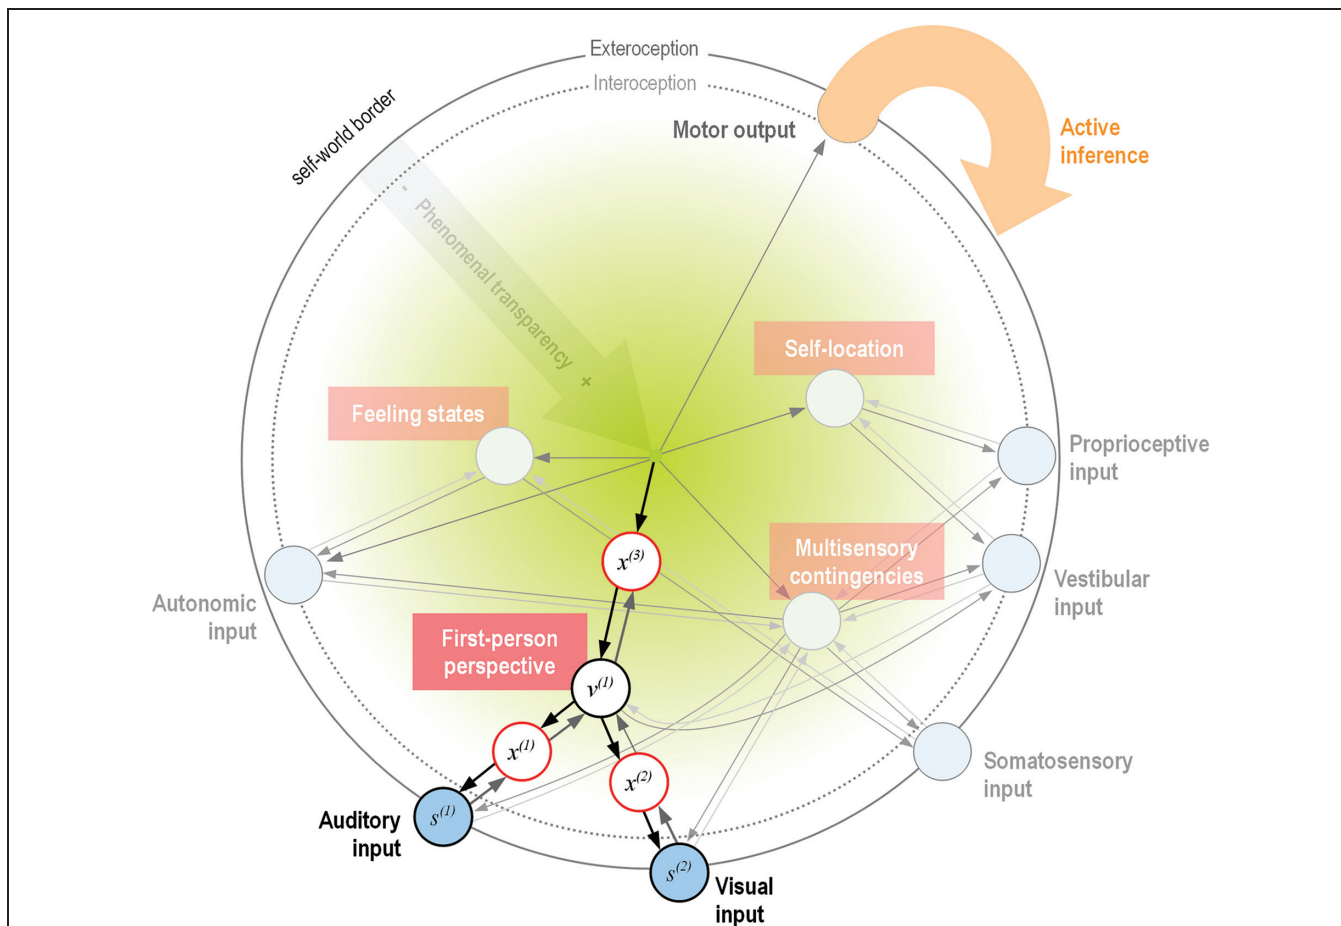 Exteroception
Interoception
self-world border
Motor output
Active
inference
- Phenomenal transparency +
Self-location
Feeling states
Proprioceptive
input
Multisensory
contingencies
x(3)
Vestibular
input
Autonomic
input
First-person
perspective
v(1)
x(1)
x(2)
Somatosensory
input
s(1)
Auditory
input
s(2)
Visual
input